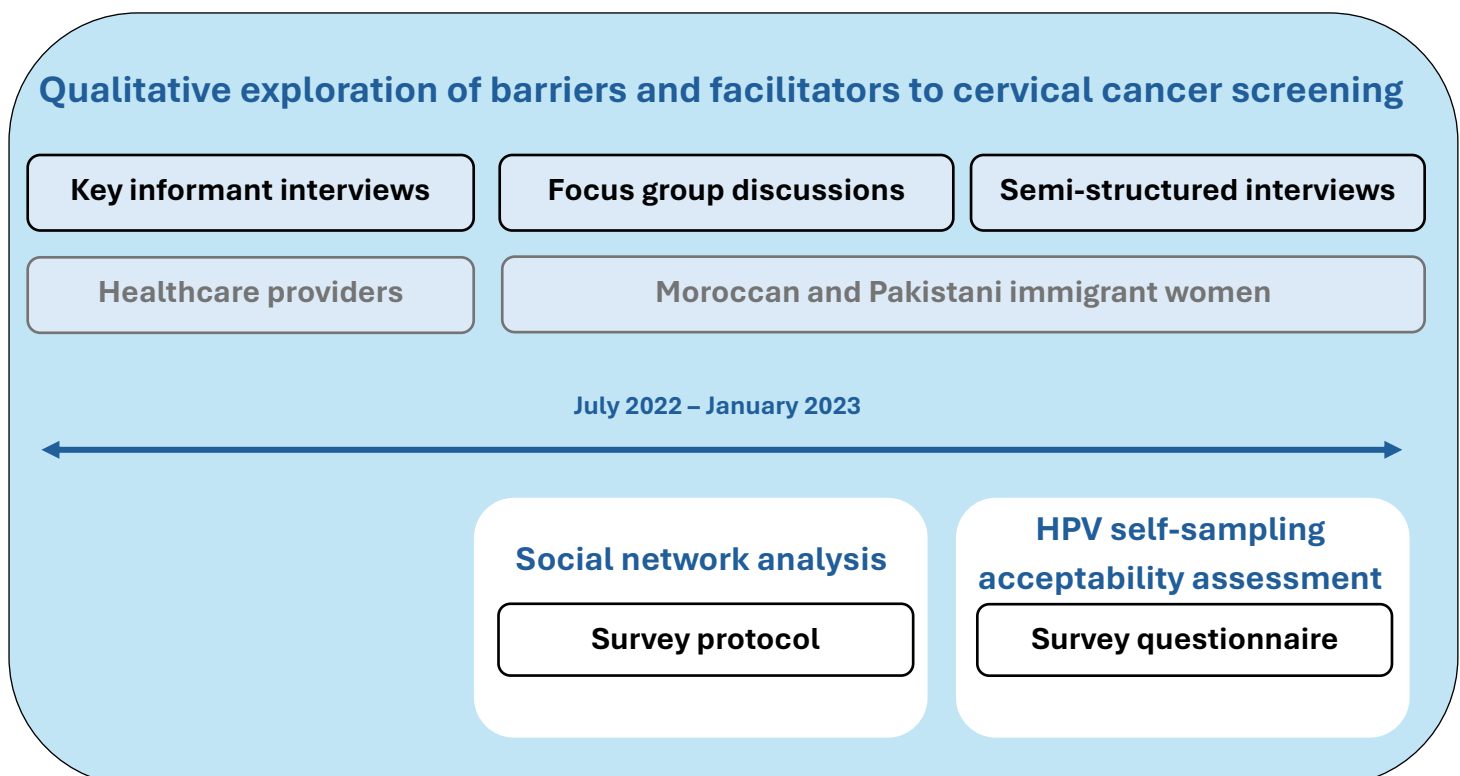 Qualitative exploration of barriers and facilitators to cervical cancer screening
Key informant interviews
Focus group discussions
Semi-structured interviews
Healthcare providers
Moroccan and Pakistani immigrant women
July 2022 – January 2023
Social network analysis
Survey protocol
HPV self-sampling
acceptability assessment
Survey questionnaire